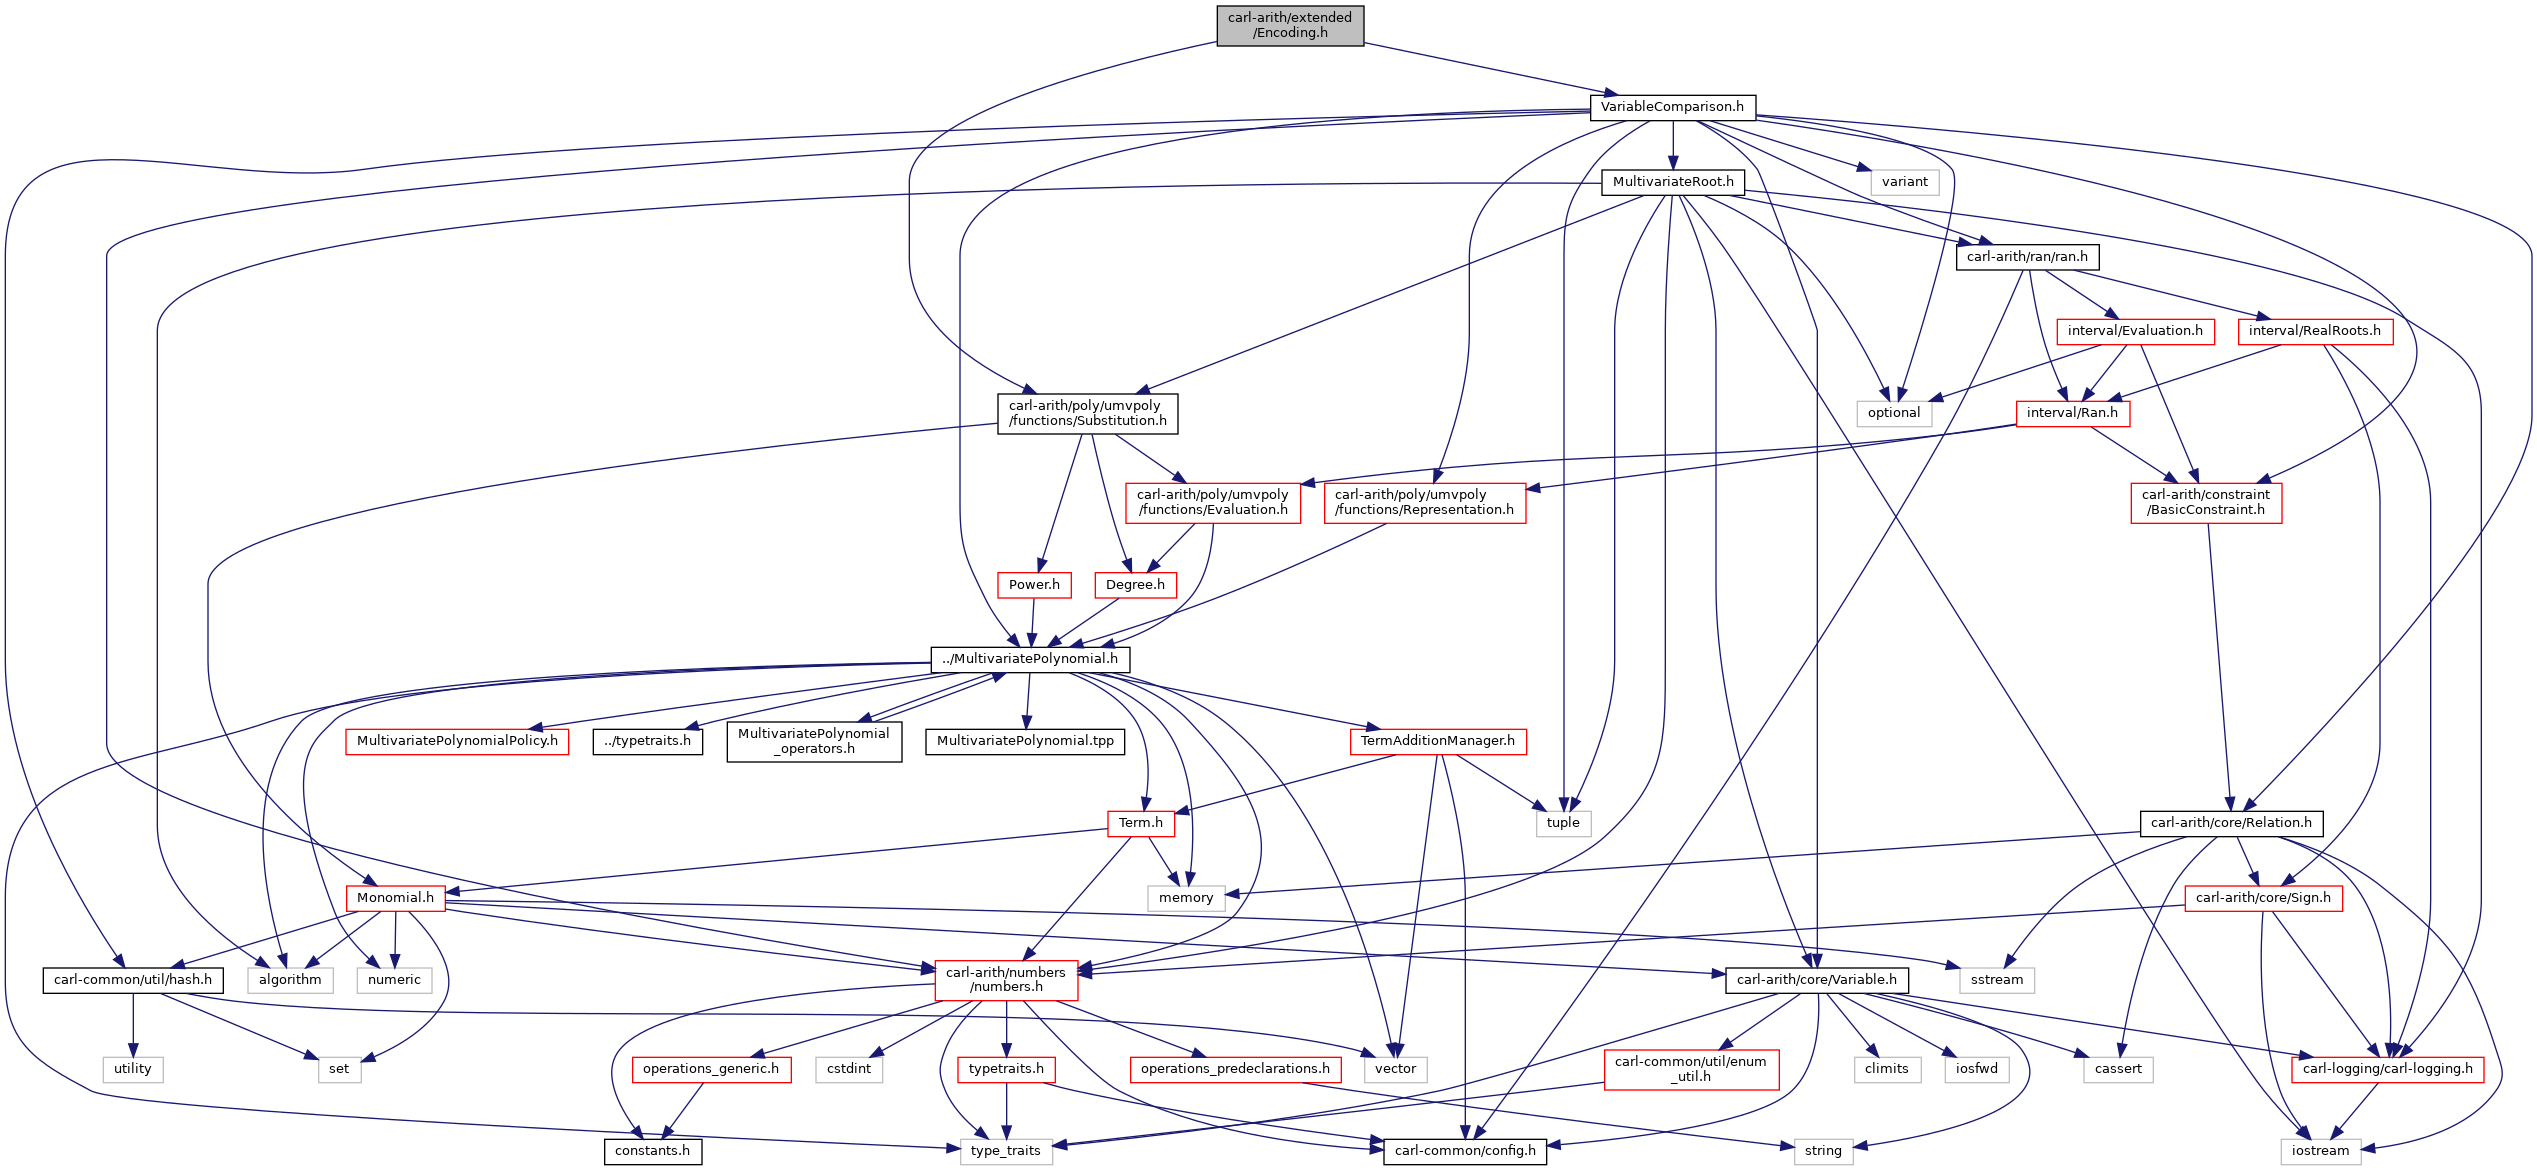 carl-arith/extended
/Encoding.h
VariableComparison.h
MultivariateRoot.h
variant
carl-arith/ran/ran.h
interval/Evaluation.h
interval/RealRoots.h
carl-arith/poly/umvpoly
/functions/Substitution.h
optional
interval/Ran.h
carl-arith/poly/umvpoly
/functions/Evaluation.h
carl-arith/poly/umvpoly
/functions/Representation.h
carl-arith/constraint
/BasicConstraint.h
Power.h
Degree.h
../MultivariatePolynomial.h
MultivariatePolynomialPolicy.h
../typetraits.h
MultivariatePolynomial
_operators.h
MultivariatePolynomial.tpp
TermAdditionManager.h
Term.h
tuple
carl-arith/core/Relation.h
Monomial.h
memory
carl-arith/core/Sign.h
carl-common/util/hash.h
algorithm
numeric
carl-arith/numbers
/numbers.h
carl-arith/core/Variable.h
sstream
utility
set
operations_generic.h
cstdint
typetraits.h
operations_predeclarations.h
vector
carl-common/util/enum
_util.h
climits
iosfwd
cassert
carl-logging/carl-logging.h
constants.h
type_traits
carl-common/config.h
string
iostream